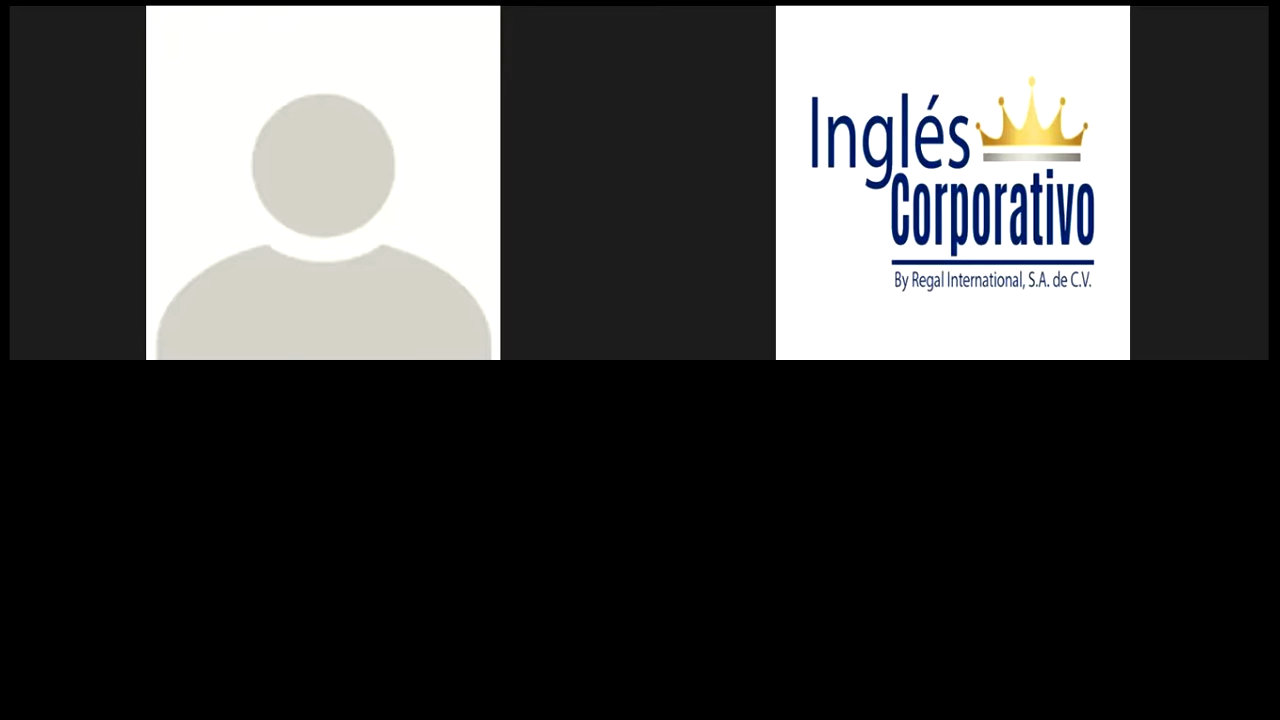 Inglés
Corporativo
By Regal International, S.A. de C.V.